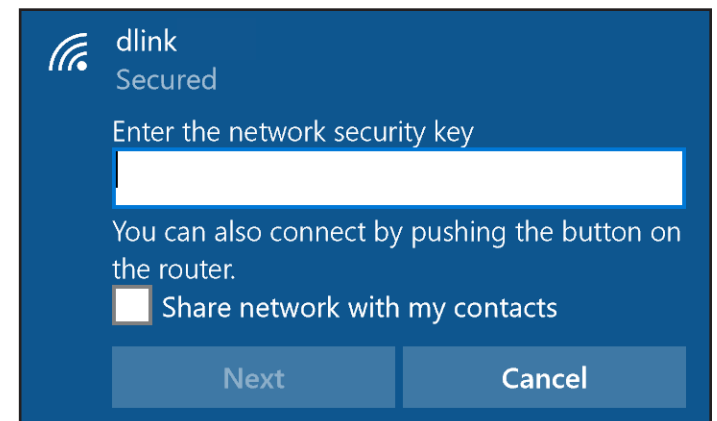 dlink
Secured
Enter the network security key
You can also connect by pushing the button on
the router.
Share network with my contacts
Next Cancel